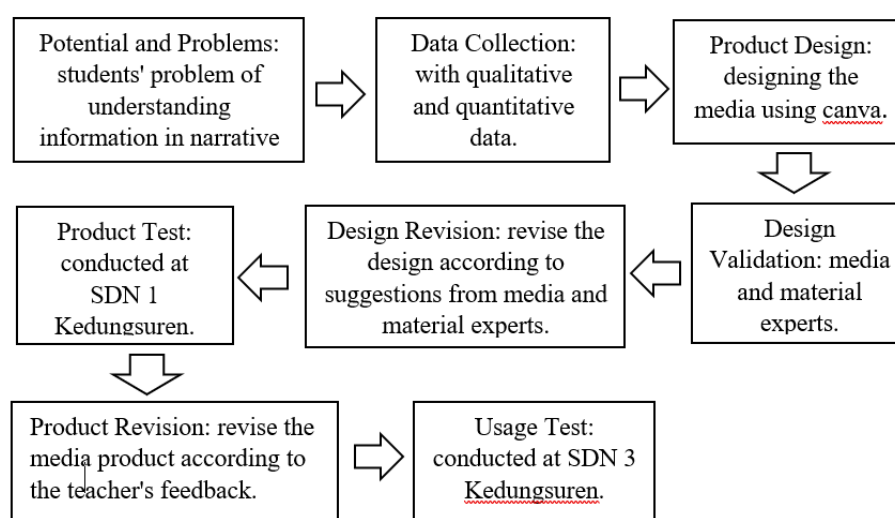 Potential and Problems:
students' problem of
understanding
information in narrative
Data Collection:
with qualitative
and quantitative
data.
Product Design:
designing the
media using canva.
Design
Validation: media
and material
experts.
Design Revision: revise the
design according to
suggestions from media and
material experts.
Product Test:
conducted at
SDN 1
Kedungsuren.
Product Revision: revise the
media product according to
the teacher's feedback.
Usage Test:
conducted at SDN 3
Kedungsuren.